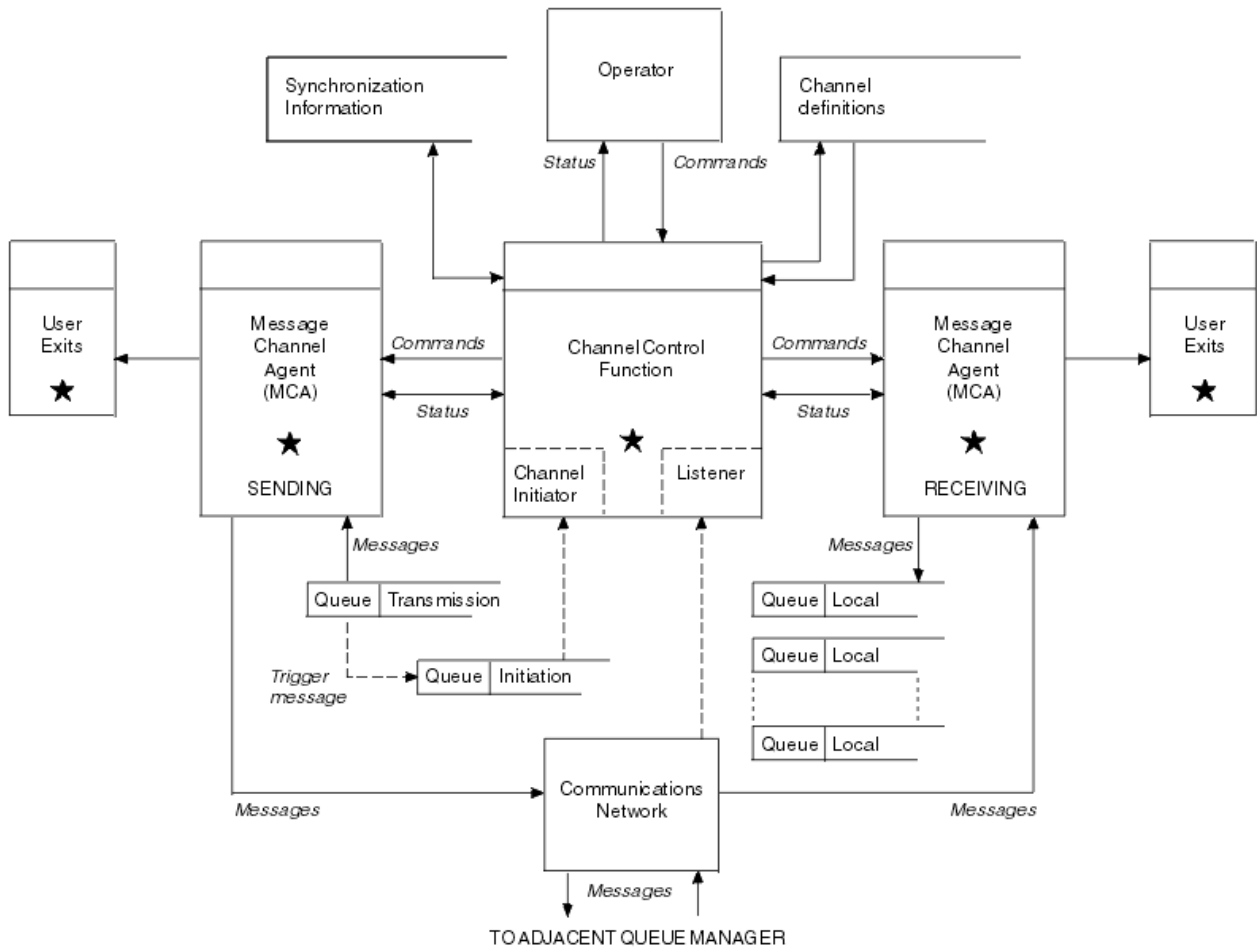 Operator
Synchronization
Information
Channel
definitions
Status
Commands
User
Exits
Message
Channel
Agent
(MCA)
SENDING
Commands
Status
Channel Control
Function
Channel
Initiator
Listener
Commands
Status
Message
Channel
Agent
(MCA)
RECEIVING
User
Exits
Messages
Messages
Queue Transmission
Queue Local
Trigger
message
Queue Initiation
Queue Local
Queue Local
Communications
Network
Messages
Messages
Messages
TO ADJACENT QUEUE MANAGER